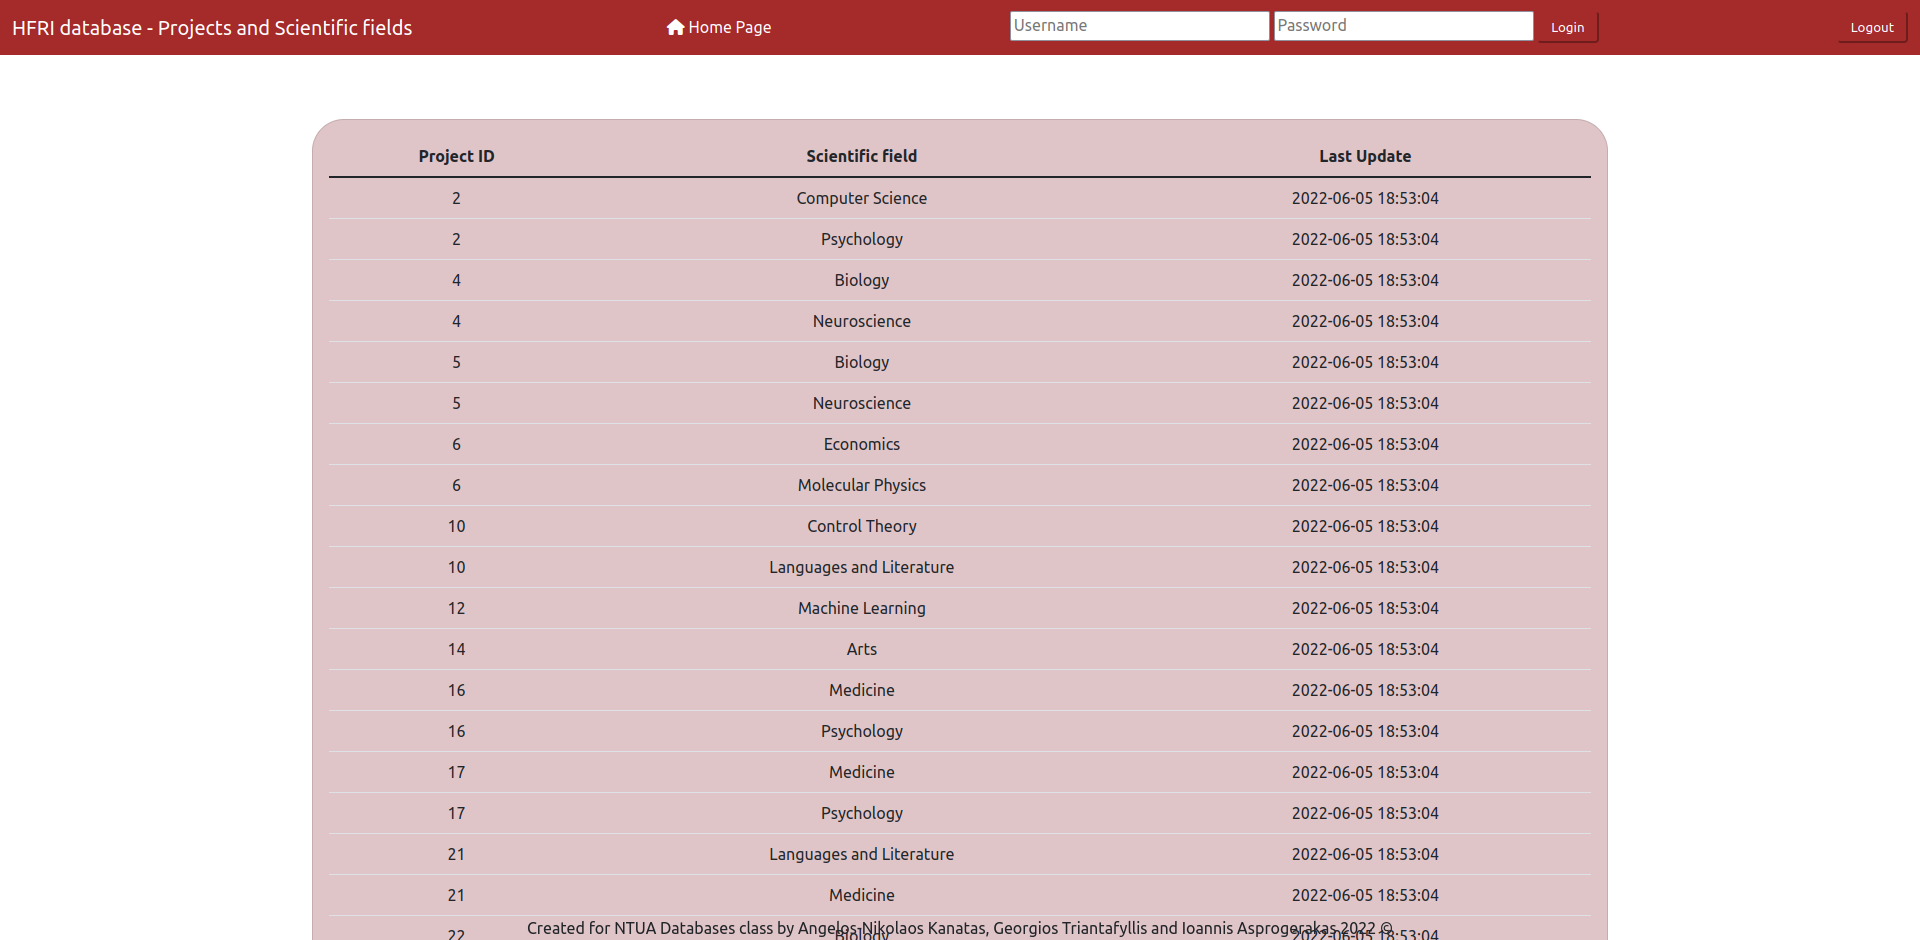 HFRI database - Projects and Scientific fields Home Page Username Password Login Logout
Project ID Scientific field Last Update
2 Computer Science 2022-06-05 18:53:04
2 Psychology 2022-06-05 18:53:04
4 Biology 2022-06-05 18:53:04
4 Neuroscience 2022-06-05 18:53:04
5 Biology 2022-06-05 18:53:04
5 Neuroscience 2022-06-05 18:53:04
6 Economics 2022-06-05 18:53:04
6 Molecular Physics 2022-06-05 18:53:04
10 Control Theory 2022-06-05 18:53:04
10 Languages and Literature 2022-06-05 18:53:04
12 Machine Learning 2022-06-05 18:53:04
14 Arts 2022-06-05 18:53:04
16 Medicine 2022-06-05 18:53:04
16 Psychology 2022-06-05 18:53:04
17 Medicine 2022-06-05 18:53:04
17 Psychology 2022-06-05 18:53:04
21 Languages and Literature 2022-06-05 18:53:04
21 Medicine 2022-06-05 18:53:04
Created for NTUA Databases class by Angelos-Nikolaos Kanatas, Georgios Triantafyllis and Ioannis Asprogerakas 2022 ©
22 Biology 2022-06-05 18:53:04